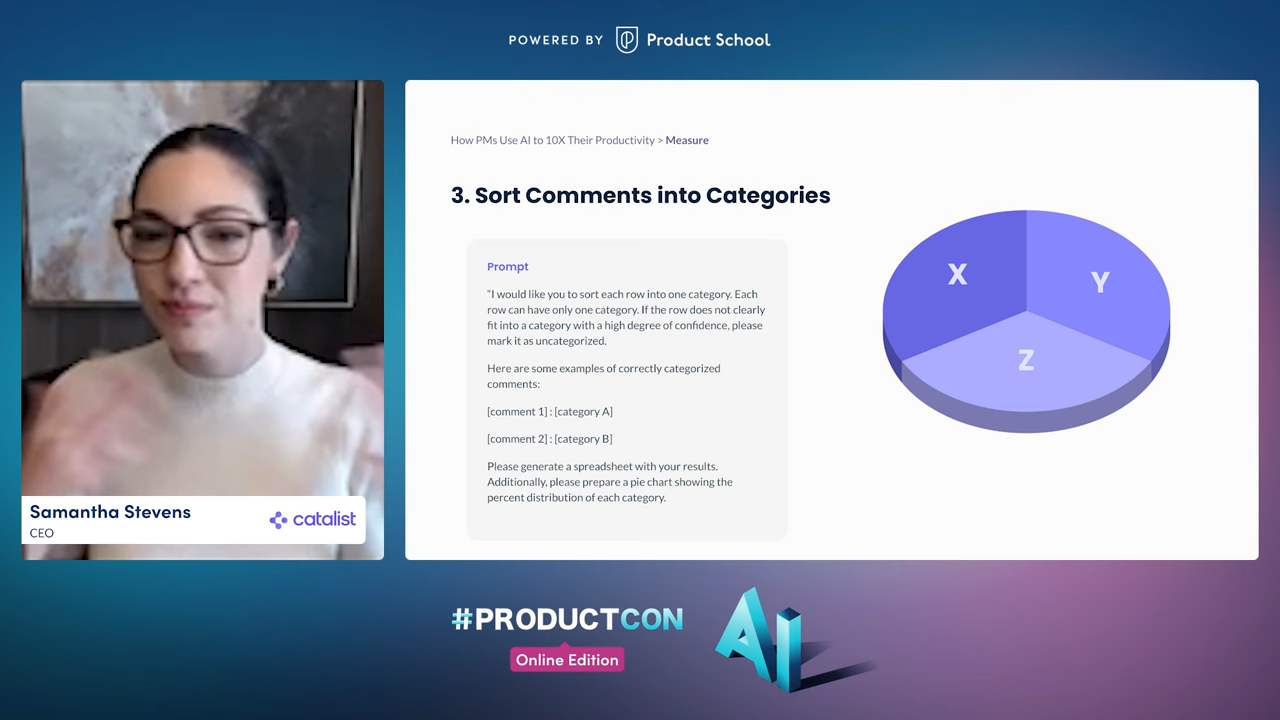 POWERED BY Product School
How PMs Use AI to 10X Their Productivity > Measure
3. Sort Comments into Categories
Prompt
"I would like you to sort each row into one category. Each
row can have only one category. If the row does not clearly
fit into a category with a high degree of confidence, please
mark it as uncategorized.
Here are some examples of correctly categorized
comments:
[comment 1] : [category A]
[comment 2] : [category B]
Please generate a spreadsheet with your results.
Additionally, please prepare a pie chart showing the
percent distribution of each category.
X
Y
Z
Samantha Stevens
CEO
catalist
#PRODUCTCON
Online Edition
AI